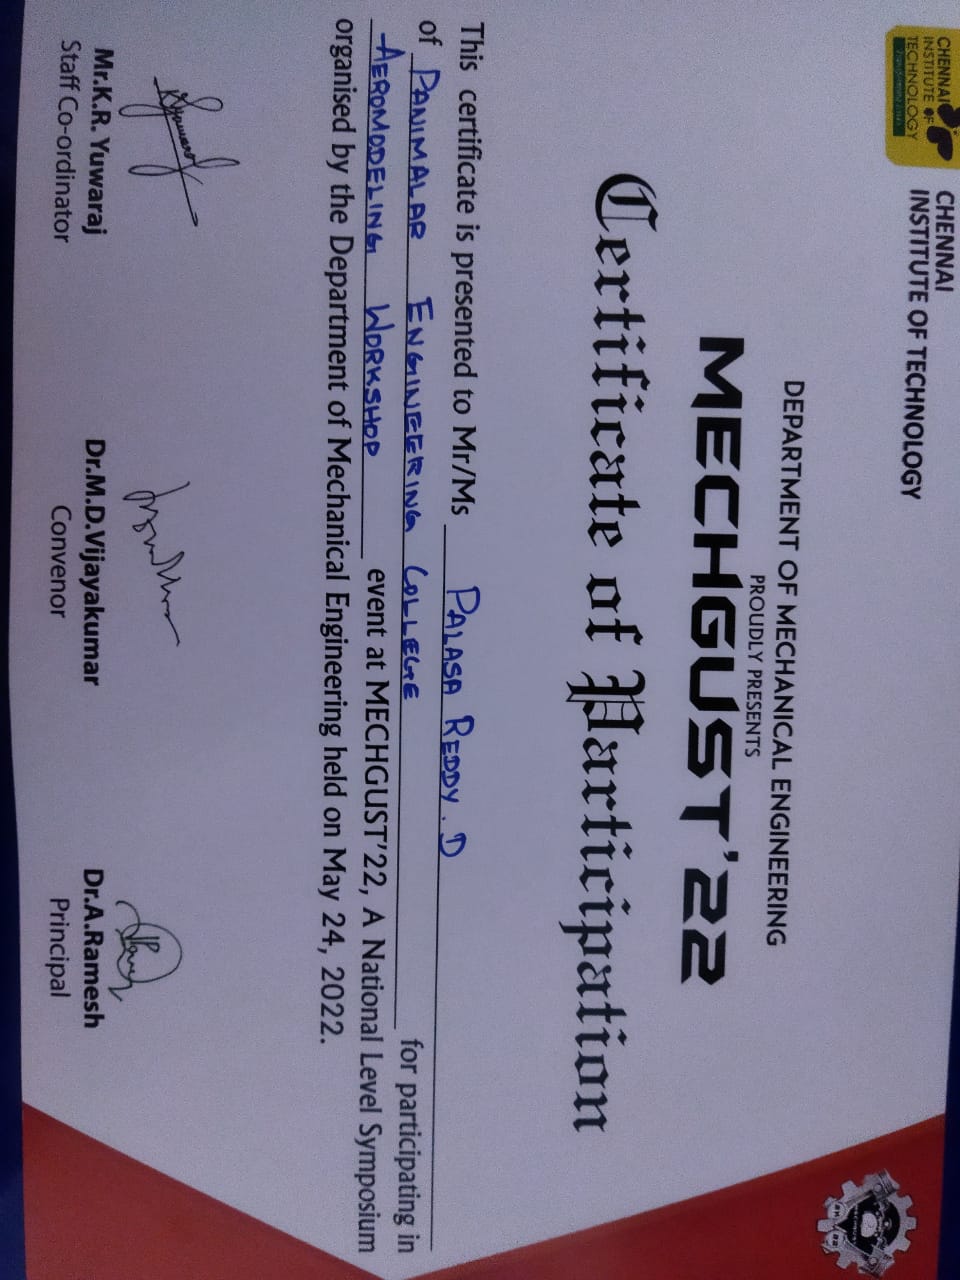 CHENNAI
INSTITUTE OF
TECHNOLOGY
Transforming Lives
CHENNAI
INSTITUTE OF TECHNOLOGY
MECHGUST
22
DEPARTMENT OF MECHANICAL ENGINEERING
PROUDLY PRESENTS
MECHGUST'22
Certificate of Participation
This certificate is presented to Mr/Ms PALASA REDDY. D
of PANIMALAR ENGINEERING COLLEGE for participating in
AEROMODELING WORKSHOP event at MECHGUST'22, A National Level Symposium
organised by the Department of Mechanical Engineering held on May 24, 2022.
Mr.K.R. Yuwaraj
Staff Co-ordinator
Dr.M.D.Vijayakumar
Convenor
Dr.A.Ramesh
Principal